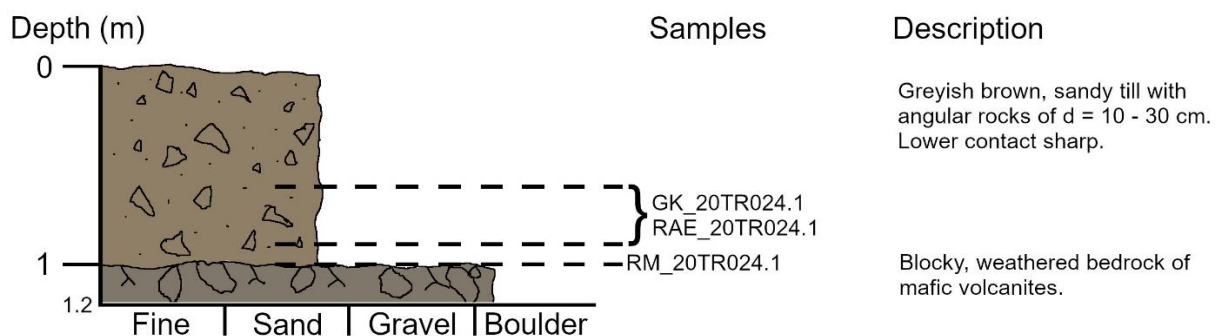 Depth (m)
Samples
Description
0
Greyish brown, sandy till with
angular rocks of d = 10 - 30 cm.
Lower contact sharp.
GK_20TR024.1
RAE_20TR024.1
1
RM_20TR024.1
Blocky, weathered bedrock of
mafic volcanites.
1.2
Fine | Sand | Gravel | Boulder